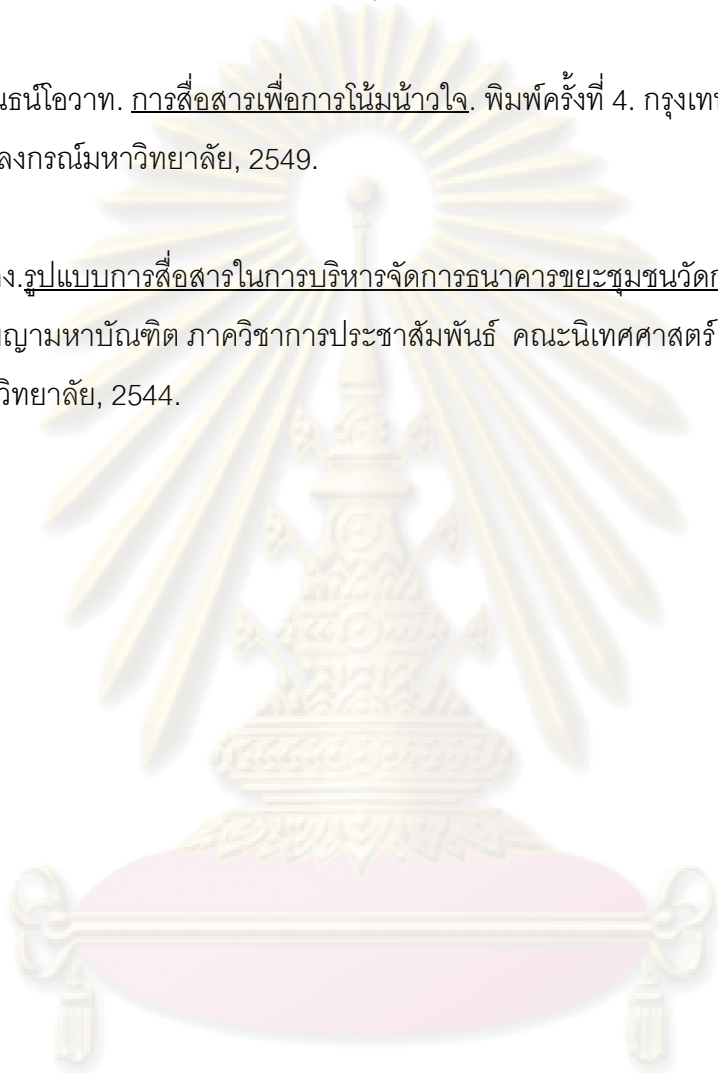 นธน์โอวาท. การสื่อสารเพื่อการโน้มน้าวใจ. พิมพ์ครั้งที่ 4. กรุงเทพ
ลงกรณ์มหาวิทยาลัย, 2549.
ง.รูปแบบการสื่อสารในการบริหารจัดการธนาคารขยะชุมชนวัดก
ญามหาบัณฑิต ภาควิชาการประชาสัมพันธ์ คณะนิเทศศาสตร์
วิทยาลัย, 2544.